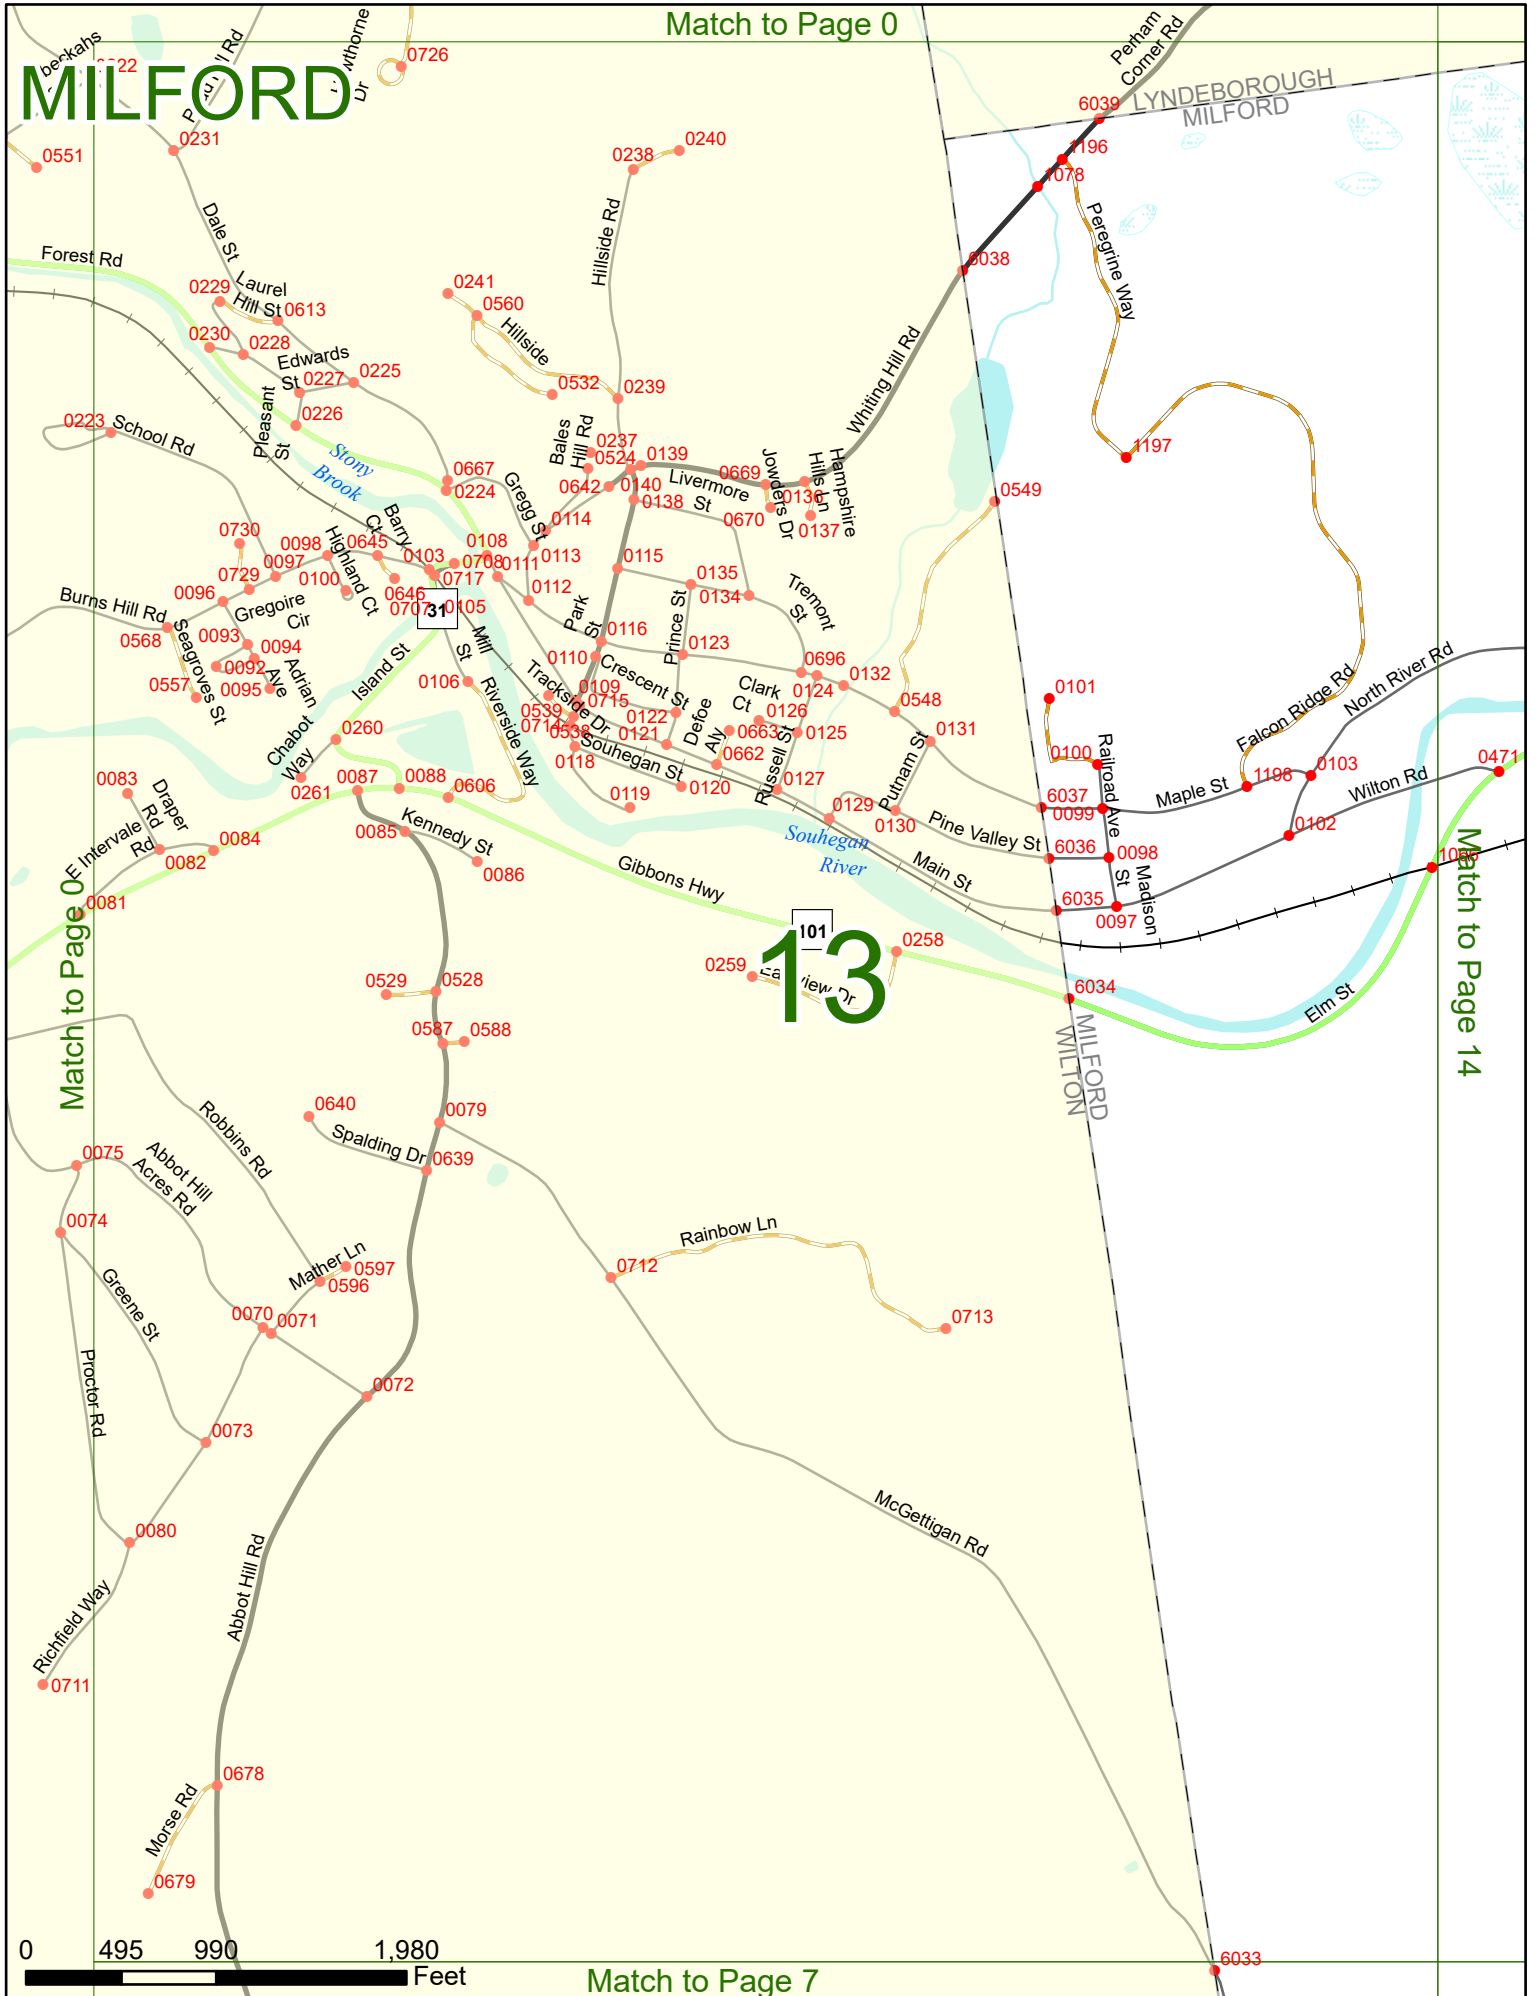 Match to Page 0
MILFORD
Perham
Corner Rd
LYNDEBOROUGH
MILFORD
0726
6039
1196
1078
0231
0551
0238
0240
Dale St
Hillside Rd
Peregrine Way
Forest Rd
6038
Laurel
Hill St
0229
0613
0241
0560
Hillside
0230
0228
Edwards
St
0227
0225
0532
0239
Whiting Hill Rd
0226
Pleasant
St
0223
School Rd
Stony
Brook
Bales
Hill Rd
0237
0524
0139
1197
0667
0224
0642
0140
0138
Livermore
St
0669
0670
Jowders Dr
0136
0137
Hampshire
Hills Ln
0549
Gregg St
0114
0113
Barry
Ct
0730
0098
0645
0103
0108
0708
0111
0717
0646
0707
0105
31
0097
0100
Highland Ct
0729
0096
0112
0115
0135
0134
Tremont
St
Burns Hill Rd
0568
Gregoire
Cir
0093
0094
0092
0095
Adrian
Ave
Seagroves St
0557
Park
St
0116
0110
Prince St
0123
0696
0124
0132
Mill
St
0106
Island St
Riverside Way
Trackside Dr
Crescent St
0109
0715
0539
0714
0538
0118
0122
0121
Defoe
Aly
0663
0662
Clark
Ct
0126
0125
0548
0131
0101
0100
Falcon Ridge Rd
North River Rd
Chabot
Way
0260
0261
0087
0088
0606
0119
Souhegan St
0120
Russell St
0127
Putnam St
0129
0130
Pine Valley St
6037
0099
Railroad Ave
Maple St
1198
0103
Wilton Rd
0471
0083
Draper
Rd
E Intervale
Rd
0082
0084
0081
0085
Kennedy St
0086
Gibbons Hwy
Souhegan
River
Main St
6036
0098
0102
Madison
St
6035
0097
101
13
0258
0259
6034
Elm St
Match to Page 0
Match to Page 14
MILFORD
WILTON
0529
0528
0587
0588
0640
0079
Spalding Dr
0639
Robbins Rd
0075
Abbot Hill
Acres Rd
0074
Greene St
Mather Ln
0597
0596
0712
Rainbow Ln
0713
0070
0071
Proctor Rd
0072
0073
0080
McGettigan Rd
Richfield Way
Abbot Hill Rd
0711
0678
Morse Rd
0679
0
495
990
1,980
Feet
Match to Page 7
6033